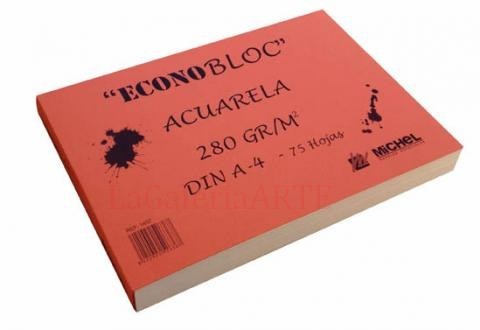 “ECONOBLOC”
ACUARELA
280 GR/M²
DIN A-4 - 75 Hojas
MICHEL
LaGaleriaARTE